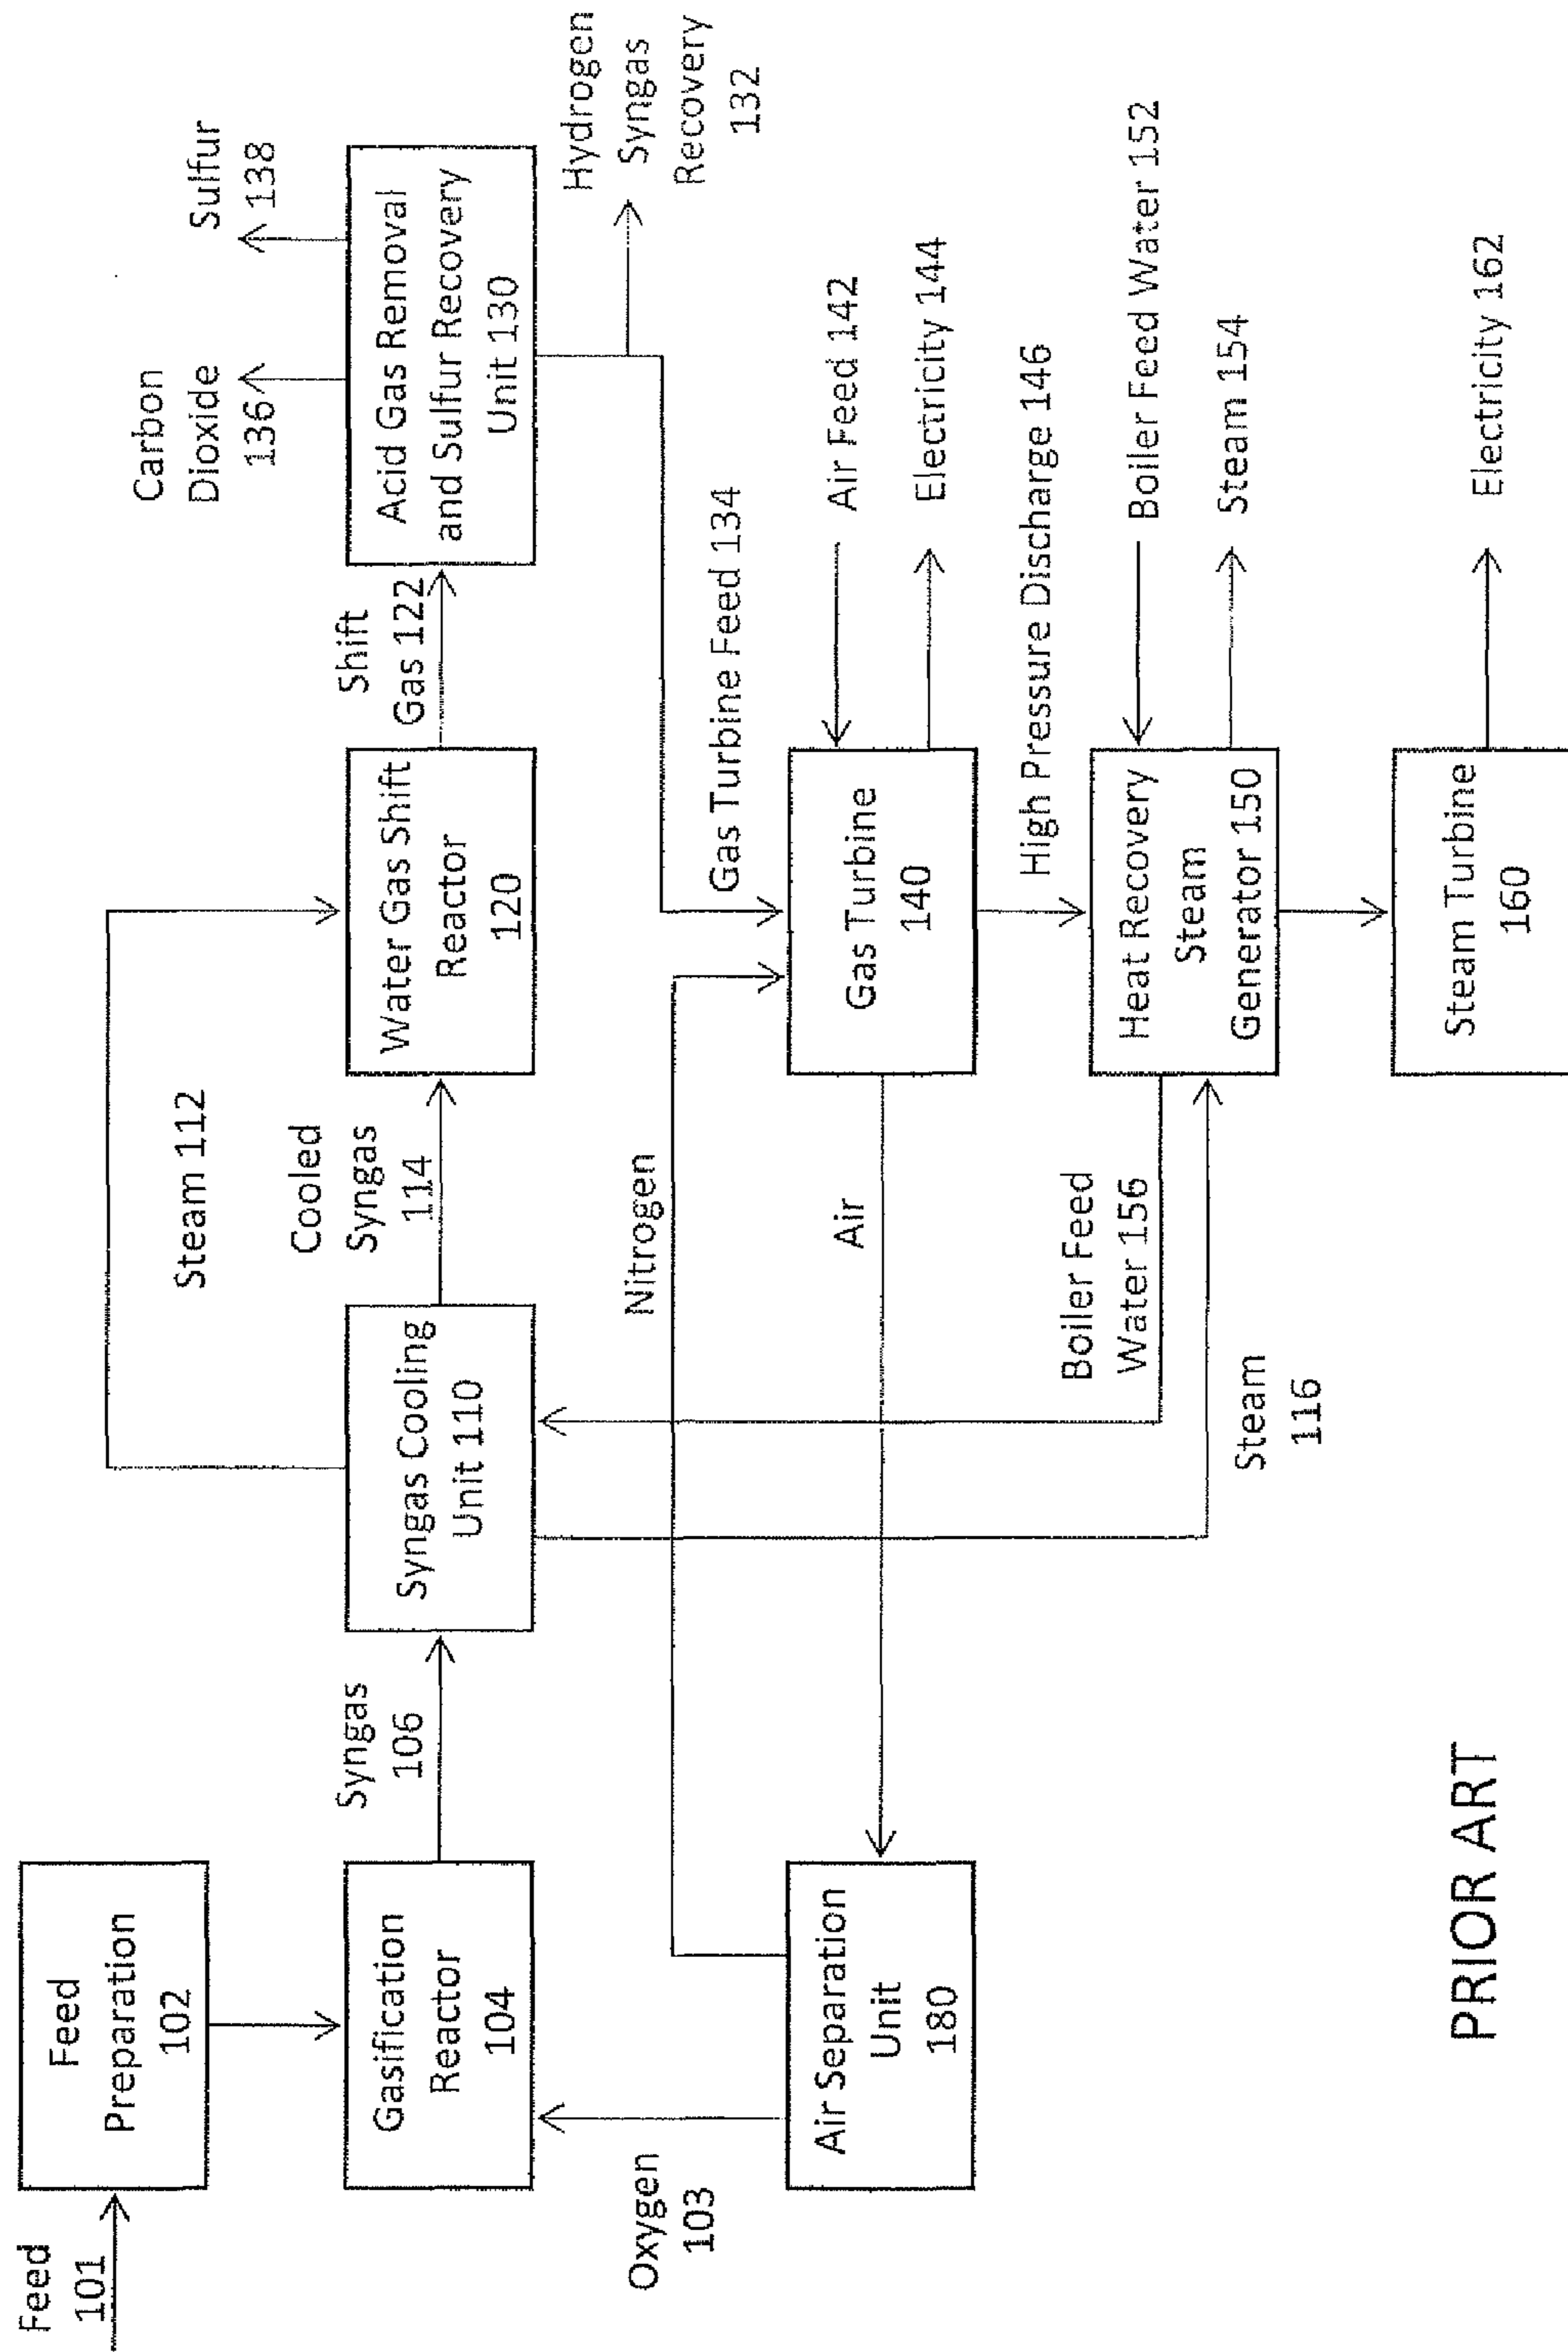 Feed
101
Feed
Preparation
102
Gasification
Reactor
104
Oxygen
103
Air Separation
Unit
180
Syngas
106
Syngas Cooling
Unit 110
Steam 112
Cooled
Syngas
114
Water Gas Shift
Reactor
120
Shift
Gas 122
Acid Gas Removal
and Sulfur Recovery
Unit 130
Carbon
Dioxide
136
Sulfur
138
Hydrogen
Syngas
Recovery
132
Nitrogen
Air
Gas Turbine Feed 134
Gas Turbine
140
Air Feed 142
Electricity 144
High Pressure Discharge 146
Boiler Feed
Water 156
Steam
116
Heat Recovery
Steam
Generator 150
Boiler Feed Water 152
Steam 154
Steam Turbine
160
Electricity 162
PRIOR ART